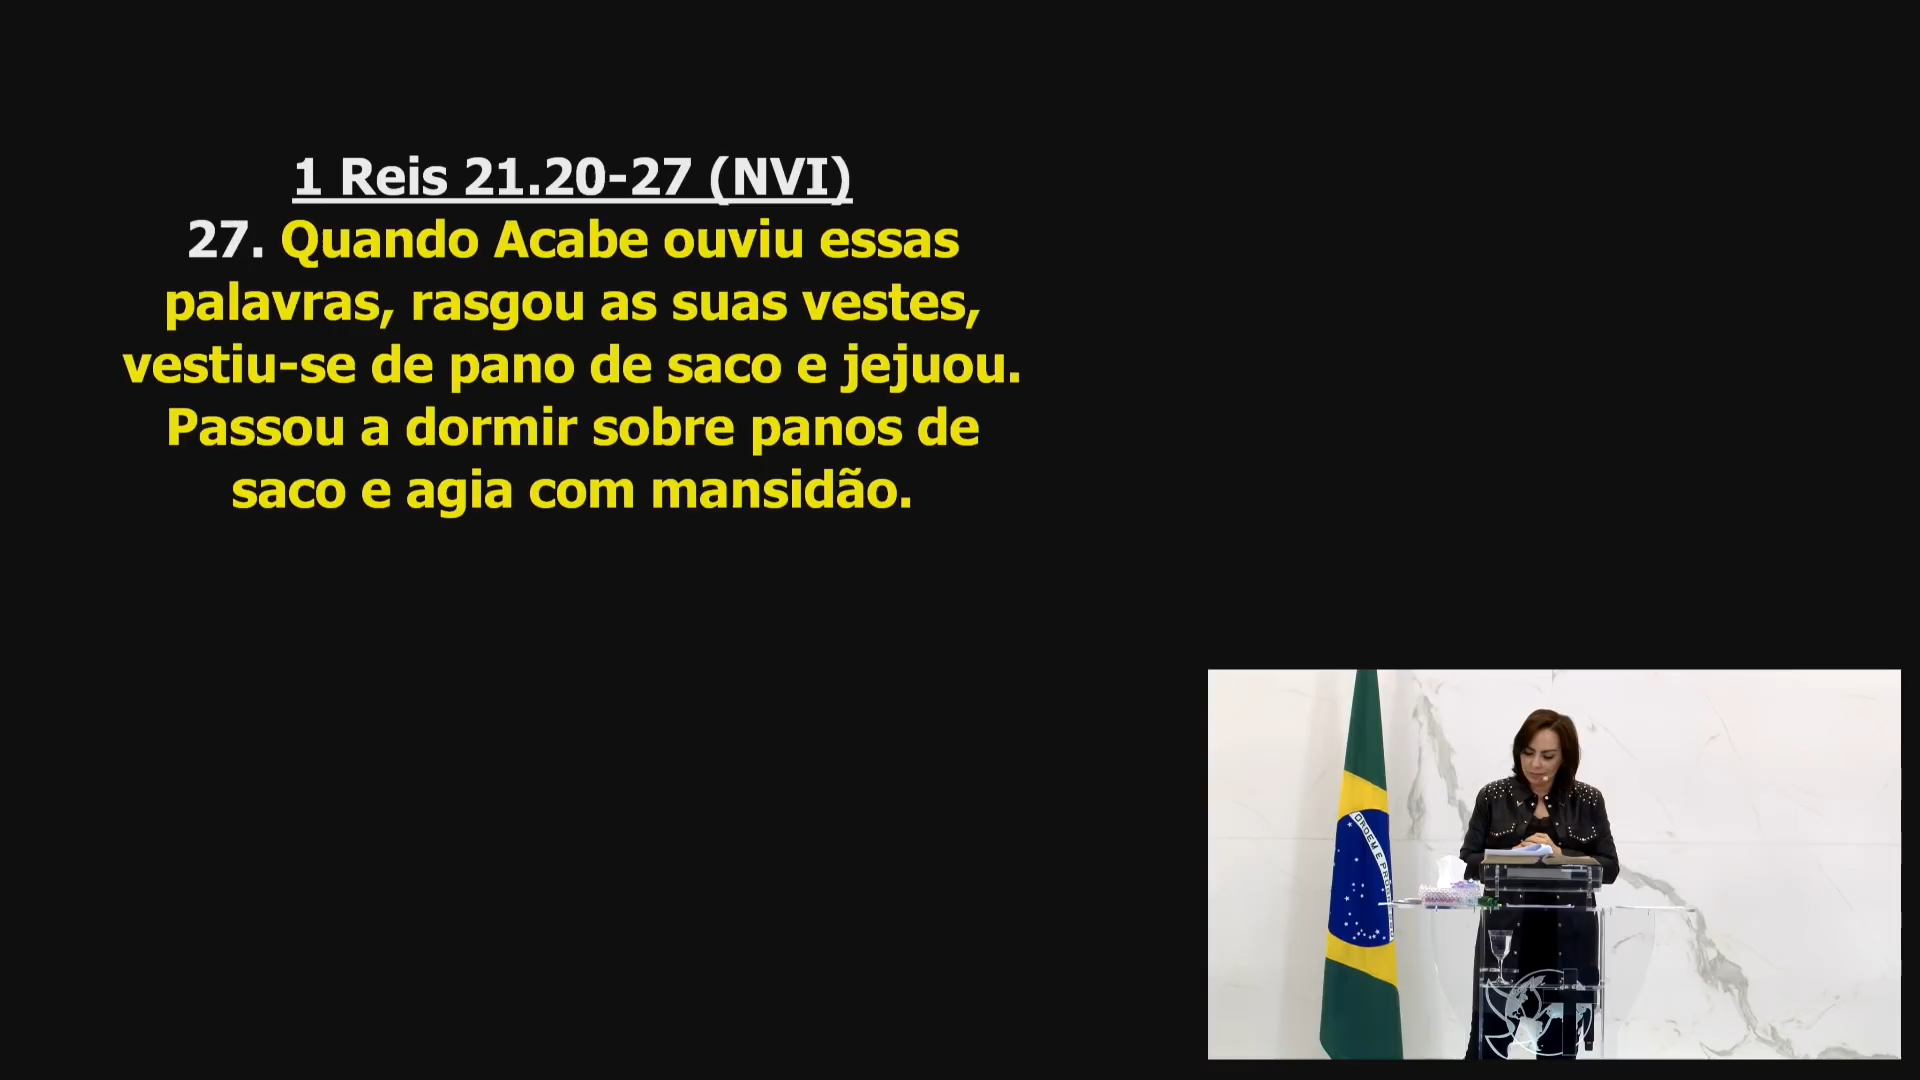 1 Reis 21.20-27 (NVI)
27. Quando Acabe ouviu essas
palavras, rasgou as suas vestes,
vestiu-se de pano de saco e jejuou.
Passou a dormir sobre panos de
saco e agia com mansidão.
ORDEM E